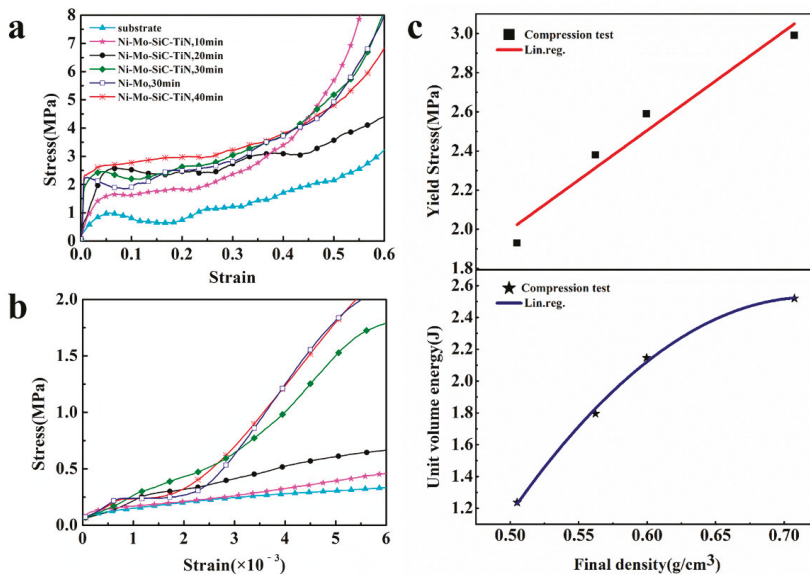 a
substrate
Ni-Mo-SiC-TiN,10min
Ni-Mo-SiC-TiN,20min
Ni-Mo-SiC-TiN,30min
Ni-Mo,30min
Ni-Mo-SiC-TiN,40min
8
7
6
5
4
3
2
1
0
Stress(MPa)
0.0 0.1 0.2 0.3 0.4 0.5 0.6
Strain
b
2.0
1.5
1.0
0.5
0.0
Stress(MPa)
0 1 2 3 4 5 6
Strain(×10⁻³)
c
Compression test
Lin.reg.
3.0
2.8
2.6
2.4
2.2
2.0
1.8
Yield Stress(MPa)
Compression test
Lin.reg.
2.6
2.4
2.2
2.0
1.8
1.6
1.4
1.2
Unit volume energy(J)
0.50 0.55 0.60 0.65 0.70
Final density(g/cm³)